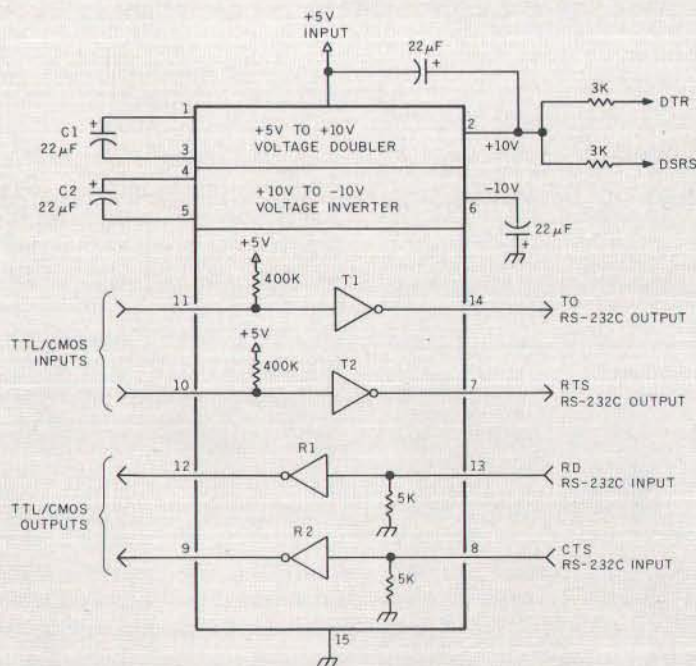 +5V
INPUT
22µF
+
1
+
C1
22µF
3
+5V TO +10V
VOLTAGE DOUBLER
2
+10V
3K
DTR
3K
DSRS
4
+
C2
22µF
5
+10V TO -10V
VOLTAGE INVERTER
-10V
6
22µF
+
+5V
400K
T1
11
14
TO
RS-232C OUTPUT
TTL/CMOS
INPUTS
+5V
400K
T2
10
7
RTS
RS-232C OUTPUT
R1
12
13
RD
RS-232C INPUT
5K
TTL/CMOS
OUTPUTS
R2
9
8
CTS
RS-232C INPUT
5K
15